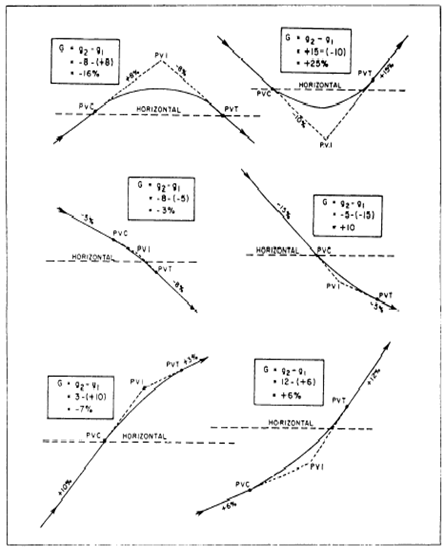 G = g2-g1
= -8-(+8)
= -16%
PVI
+8%
-8%
PVC
HORIZONTAL
PVT
G = g2-g1
= +15=(-10)
= +25%
HORIZONTAL
PVC
PVT
+15%
-10%
P.V.I
G = g2-g1
= -8-(-5)
= -3%
-5%
PVC
PVI
HORIZONTAL
PVT
-8%
G = g2-g1
= -5-(-15)
= +10
-15%
HORIZONTAL
PVC
PVI
PVT
-5%
G = g2-g1
= 3-(+10)
= -7%
PVI
PVT
+3%
PVC
HORIZONTAL
+10%
G = g2-g1
= 12-(+6)
= +6%
+12%
PVT
HORIZONTAL
PVC
PVI
+6%